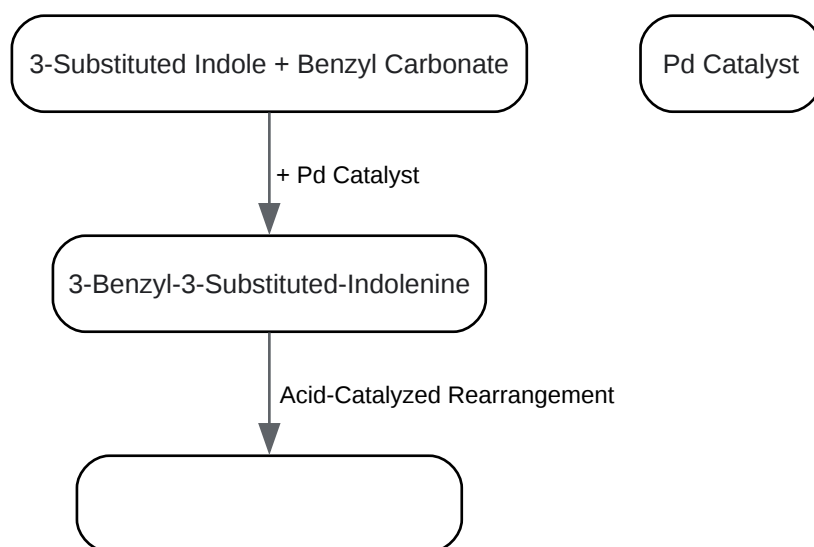 3-Substituted Indole + Benzyl Carbonate
Pd Catalyst
+ Pd Catalyst
3-Benzyl-3-Substituted-Indolenine
Acid-Catalyzed Rearrangement